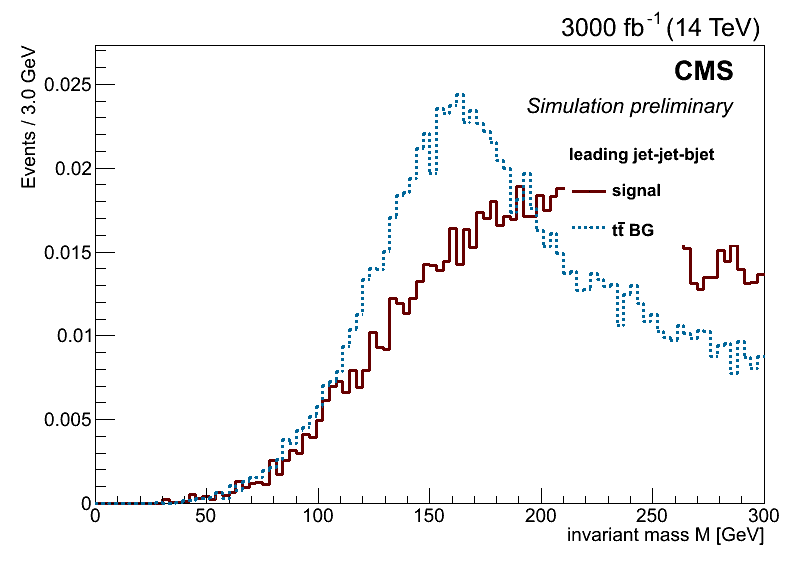 3000 fb⁻¹ (14 TeV)
CMS
Simulation preliminary
leading jet-jet-bjet
signal
tt̄ BG
Events / 3.0 GeV
0.025
0.02
0.015
0.01
0.005
0
0 50 100 150 200 250 300
invariant mass M [GeV]